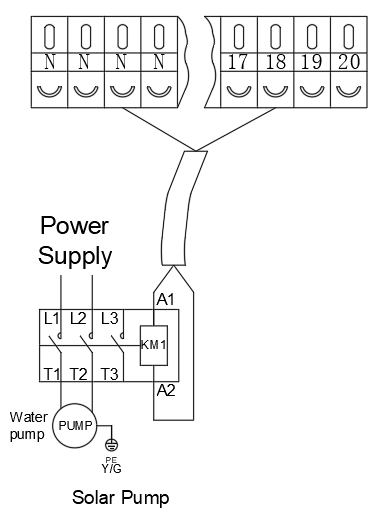 N N N N 17 18 19 20
Power
Supply
A1
L1 L2 L3
KM1
T1 T2 T3
A2
Water
pump
PUMP
PE
Y/G
Solar Pump